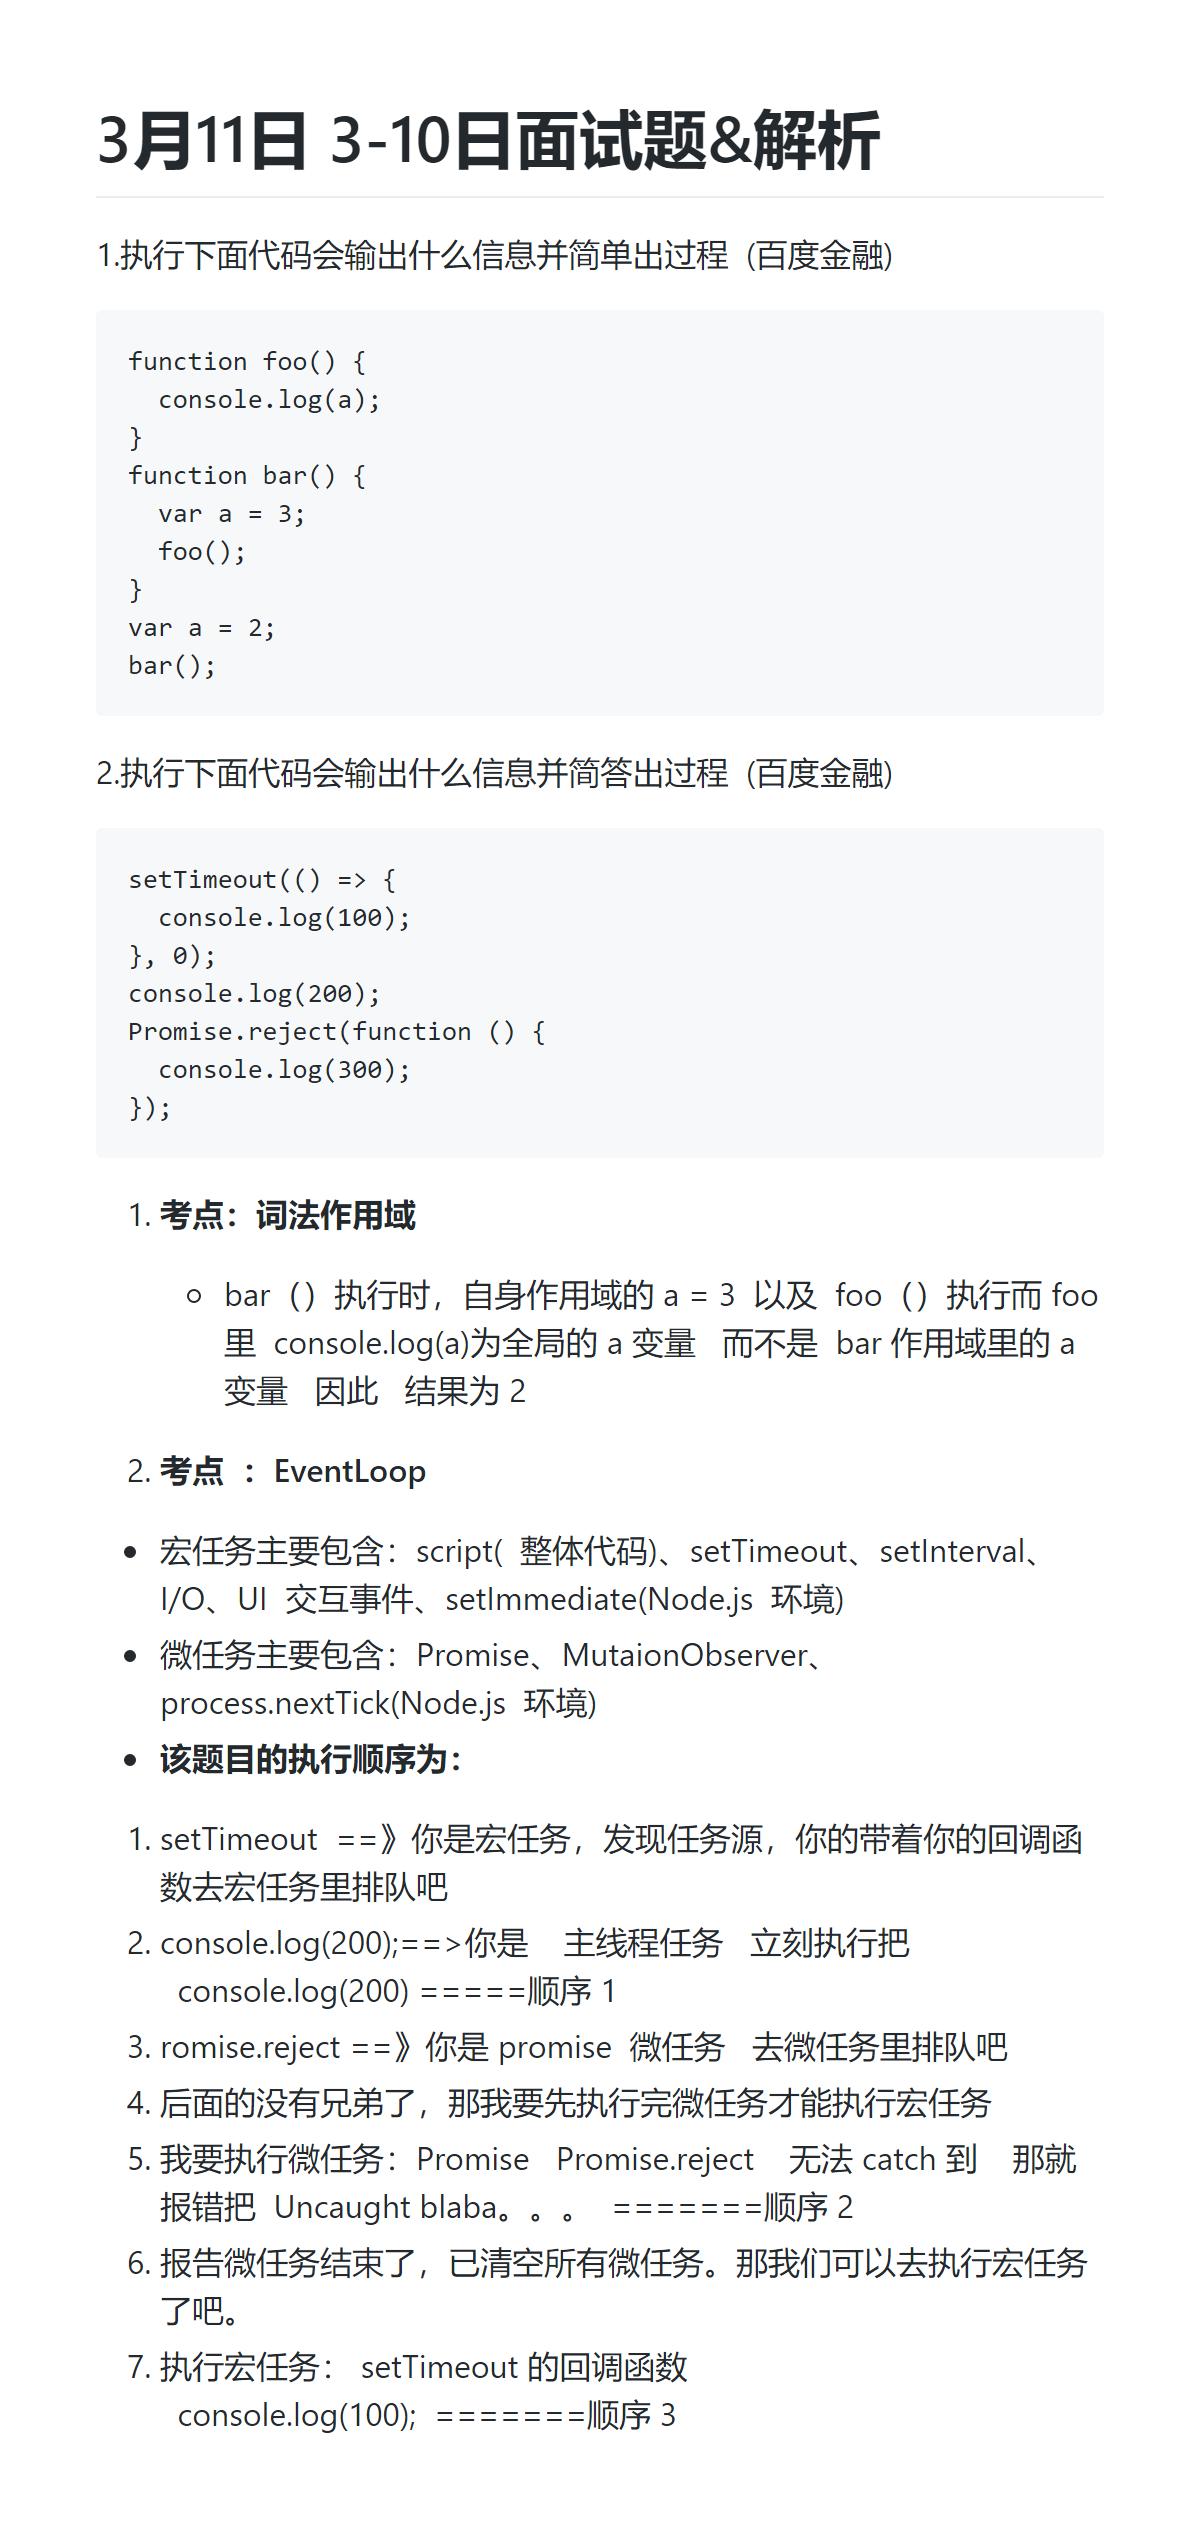 3月11日 3-10日面试题&解析
1.执行下面代码会输出什么信息并简单出过程 (百度金融)
function foo() {
  console.log(a);
}
function bar() {
  var a = 3;
  foo();
}
var a = 2;
bar();
2.执行下面代码会输出什么信息并简答出过程 (百度金融)
setTimeout(() => {
  console.log(100);
}, 0);
console.log(200);
Promise.reject(function () {
  console.log(300);
});
1. 考点：词法作用域
bar（）执行时，自身作用域的 a = 3 以及 foo（）执行而 foo
里 console.log(a)为全局的 a 变量 而不是 bar 作用域里的 a
变量 因此 结果为 2
2. 考点 ：EventLoop
• 宏任务主要包含：script( 整体代码)、setTimeout、setInterval、
I/O、UI 交互事件、setImmediate(Node.js 环境)
• 微任务主要包含：Promise、MutaionObserver、
process.nextTick(Node.js 环境)
• 该题目的执行顺序为：
1. setTimeout ==》你是宏任务，发现任务源，你的带着你的回调函
数去宏任务里排队吧
2. console.log(200);==>你是 主线程任务 立刻执行把
console.log(200) =====顺序 1
3. romise.reject ==》你是 promise 微任务 去微任务里排队吧
4. 后面的没有兄弟了，那我要先执行完微任务才能执行宏任务
5. 我要执行微任务：Promise Promise.reject 无法 catch 到 那就
报错把 Uncaught blaba。。。 =======顺序 2
6. 报告微任务结束了，已清空所有微任务。那我们可以去执行宏任务
了吧。
7. 执行宏任务： setTimeout 的回调函数
console.log(100); =======顺序 3